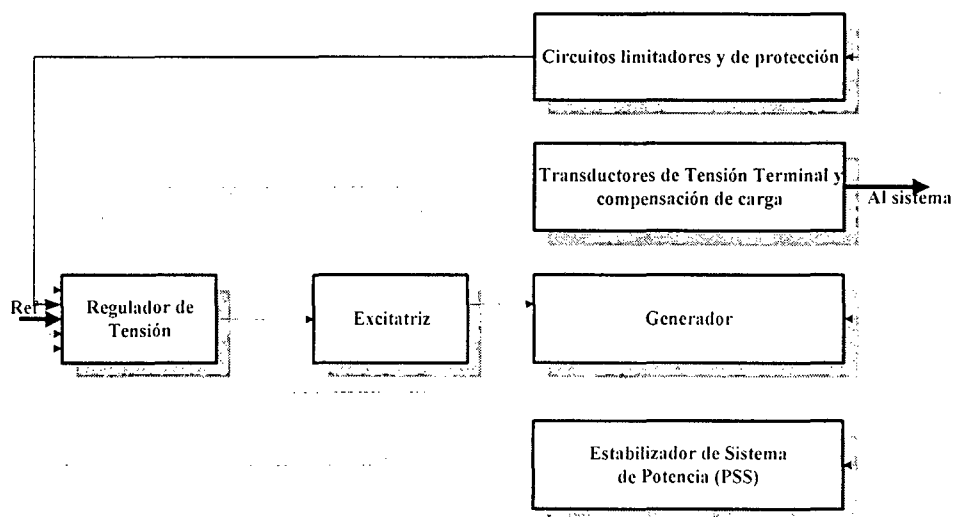 Circuitos limitadores y de protección
Transductores de Tensión Terminal y
compensación de carga
Al sistema
Ref
Regulador de
Tensión
Excitatriz
Generador
Estabilizador de Sistema
de Potencia (PSS)